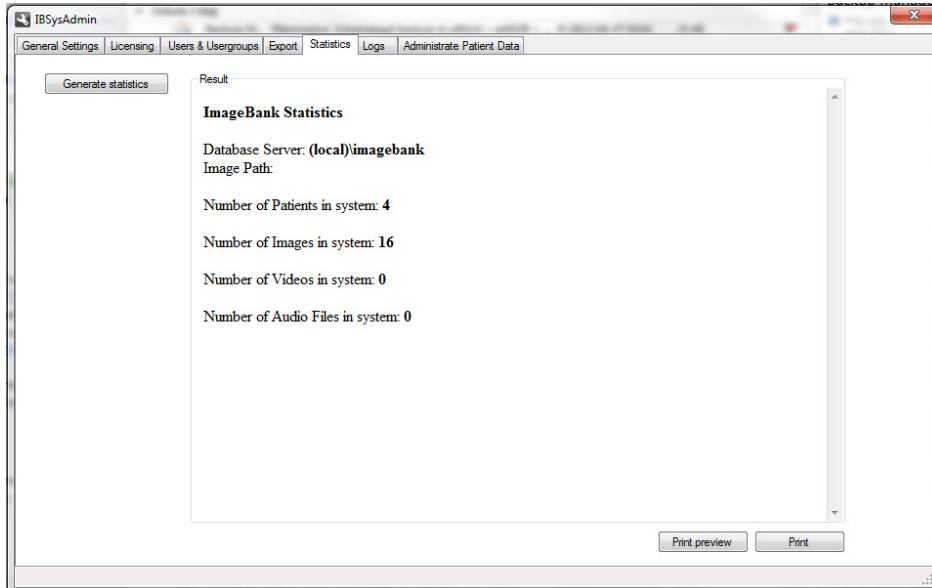 IBSysAdmin
General Settings Licensing Users & Usergroups Export Statistics Logs Administrate Patient Data
Generate statistics
Result
ImageBank Statistics
Database Server: (local)\imagebank
Image Path:
Number of Patients in system: 4
Number of Images in system: 16
Number of Videos in system: 0
Number of Audio Files in system: 0
Print preview Print